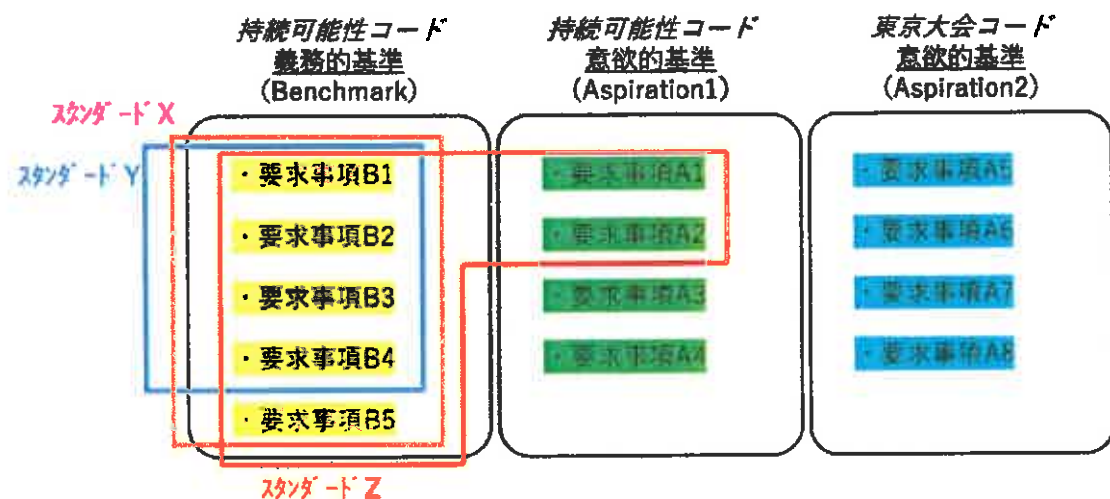 持続可能性コード
義務的基準
(Benchmark)
持続可能性コード
意欲的基準
(Aspiration1)
東京大会コード
意欲的基準
(Aspiration2)
スタンダードX
スタンダードY
・要求事項B1
・要求事項B2
・要求事項B3
・要求事項B4
・要求事項B5
・要求事項A1
・要求事項A2
・要求事項A3
・要求事項A4
・要求事項A5
・要求事項A6
・要求事項A7
・要求事項A8
スタンダードZ